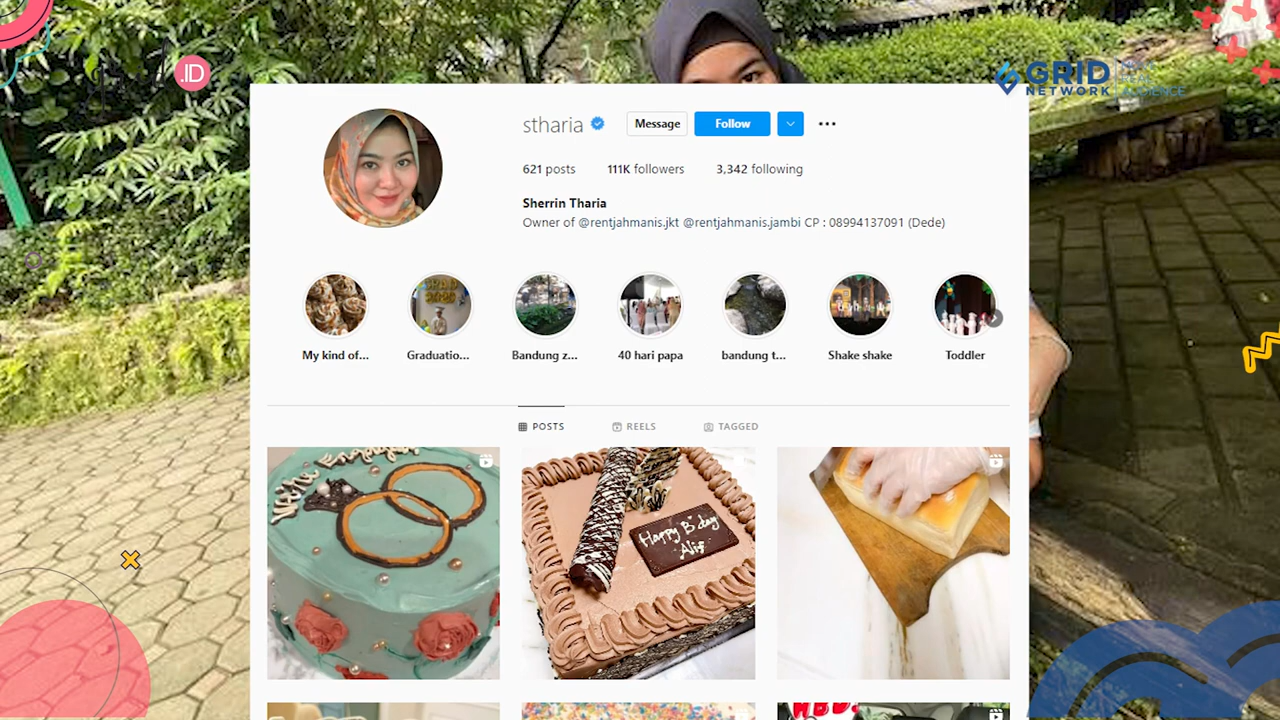 .ID
GRID
NETWORK
REAL
AUDIENCE
stharia
Message
Follow
621 posts
111K followers
3,342 following
Sherrin Tharia
Owner of @rentjahmanis.jkt @rentjahmanis.jambi CP : 08994137091 (Dede)
My kind of...
Graduatio...
Bandung z...
40 hari papa
bandung t...
Shake shake
Toddler
POSTS
REELS
TAGGED
Happy B'day
Alif